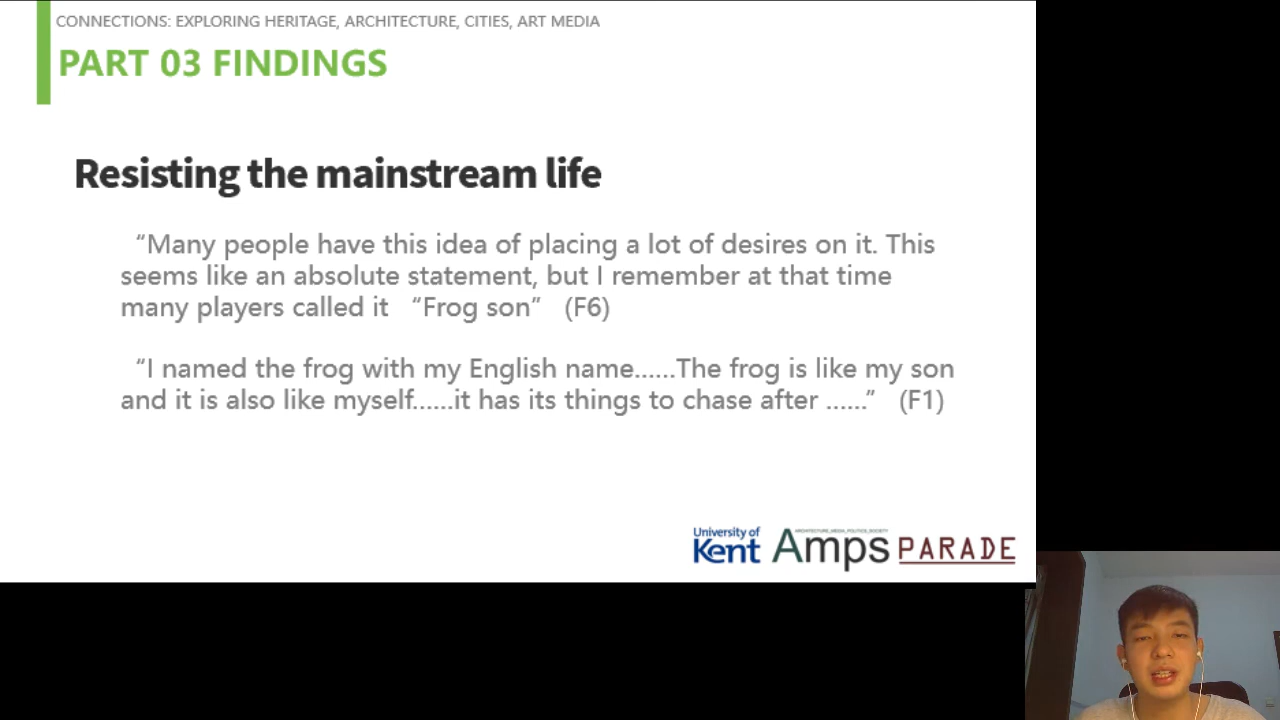 CONNECTIONS: EXPLORING HERITAGE, ARCHITECTURE, CITIES, ART MEDIA
PART 03 FINDINGS
Resisting the mainstream life
“Many people have this idea of placing a lot of desires on it. This
seems like an absolute statement, but I remember at that time
many players called it “Frog son” (F6)
“I named the frog with my English name......The frog is like my son
and it is also like myself......it has its things to chase after ......” (F1)
University of
Kent
ARCHITECTURE_MEDIA_POLITICS_SOCIETY
Amps
PARADE